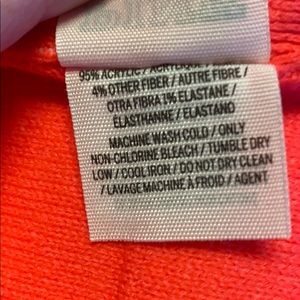 95% ACRYLIC / ACRYLIQUE /
4% OTHER FIBER / AUTRE FIBRE /
OTRA FIBRA 1% ELASTANE /
ÉLASTHANNE / ELASTANO
MACHINE WASH COLD / ONLY
NON-CHLORINE BLEACH / TUMBLE DRY
LOW / COOL IRON / DO NOT DRY CLEAN
/ LAVAGE MACHINE À FROID / AGENT